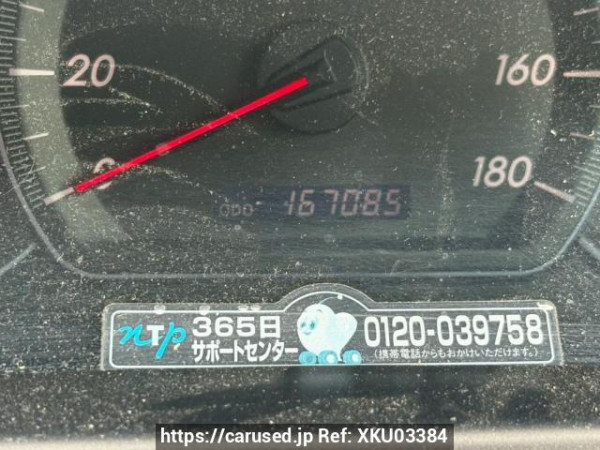 20
160
0
180
ODO 167085
nTp 365日
サポートセンター
0120-039758
(携帯電話からもおかけいただけます。)
https://carused.jp Ref: XKU03384